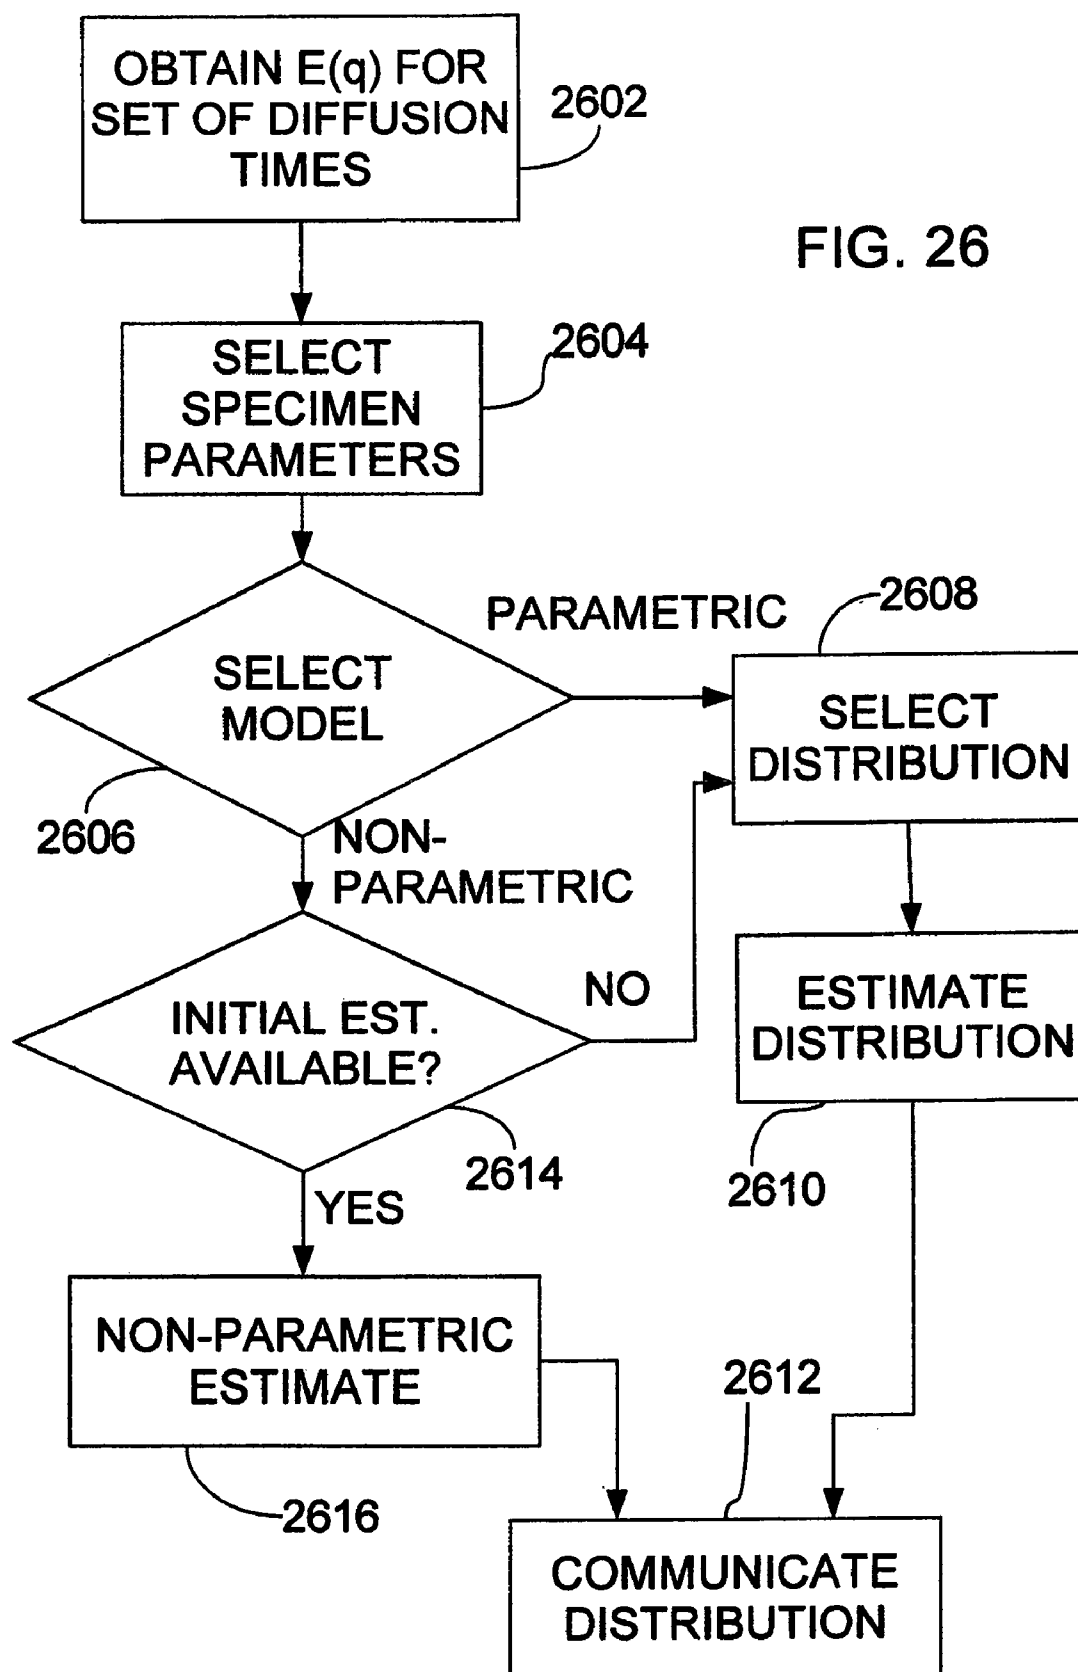 OBTAIN E(q) FOR
SET OF DIFFUSION
TIMES
2602
FIG. 26
SELECT
SPECIMEN
PARAMETERS
2604
SELECT
MODEL
2606
PARAMETRIC
2608
SELECT
DISTRIBUTION
NON-
PARAMETRIC
INITIAL EST.
AVAILABLE?
NO
2614
ESTIMATE
DISTRIBUTION
2610
YES
NON-PARAMETRIC
ESTIMATE
2616
2612
COMMUNICATE
DISTRIBUTION